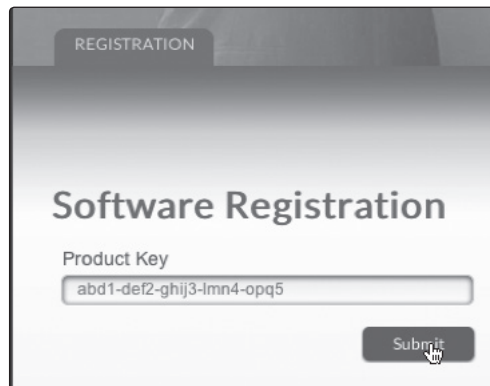 REGISTRATION
Software Registration
Product Key
abd1-def2-ghij3-lmn4-opq5
Submit